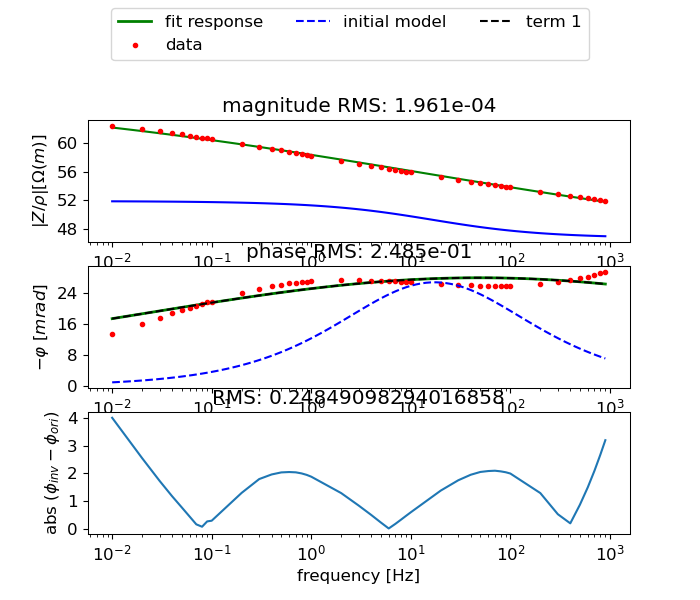 fit response initial model term 1
data
magnitude RMS: 1.961e-04
|Z/ρ|[Ω(m)]
60
56
52
48
10⁻² 10⁻¹ 10⁰ 10¹ 10² 10³
phase RMS: 2.485e-01
−φ [mrad]
24
16
8
0
10⁻² 10⁻¹ 10⁰ 10¹ 10² 10³
RMS: 0.24849098294016858
abs (ϕ_inv − ϕ_ori)
4
3
2
1
0
10⁻² 10⁻¹ 10⁰ 10¹ 10² 10³
frequency [Hz]